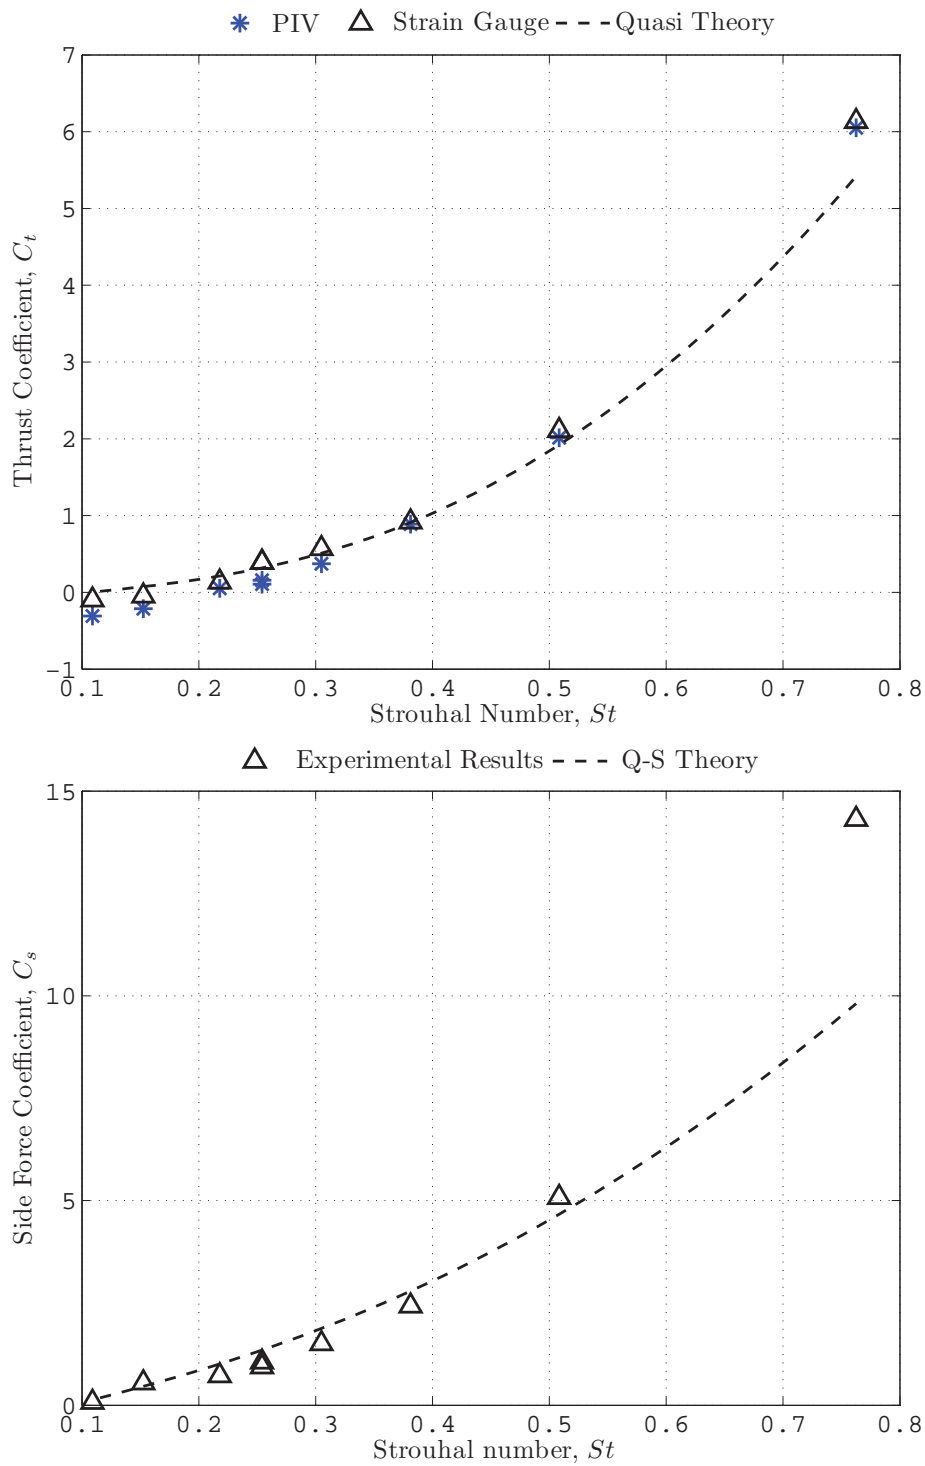 PIV Strain Gauge Quasi Theory
7
6
5
4
3
2
1
0
−1
Thrust Coefficient, Ct
0.1 0.2 0.3 0.4 0.5 0.6 0.7 0.8
Strouhal Number, St
Experimental Results Q-S Theory
15
10
5
0
Side Force Coefficient, Cs
0.1 0.2 0.3 0.4 0.5 0.6 0.7 0.8
Strouhal number, St